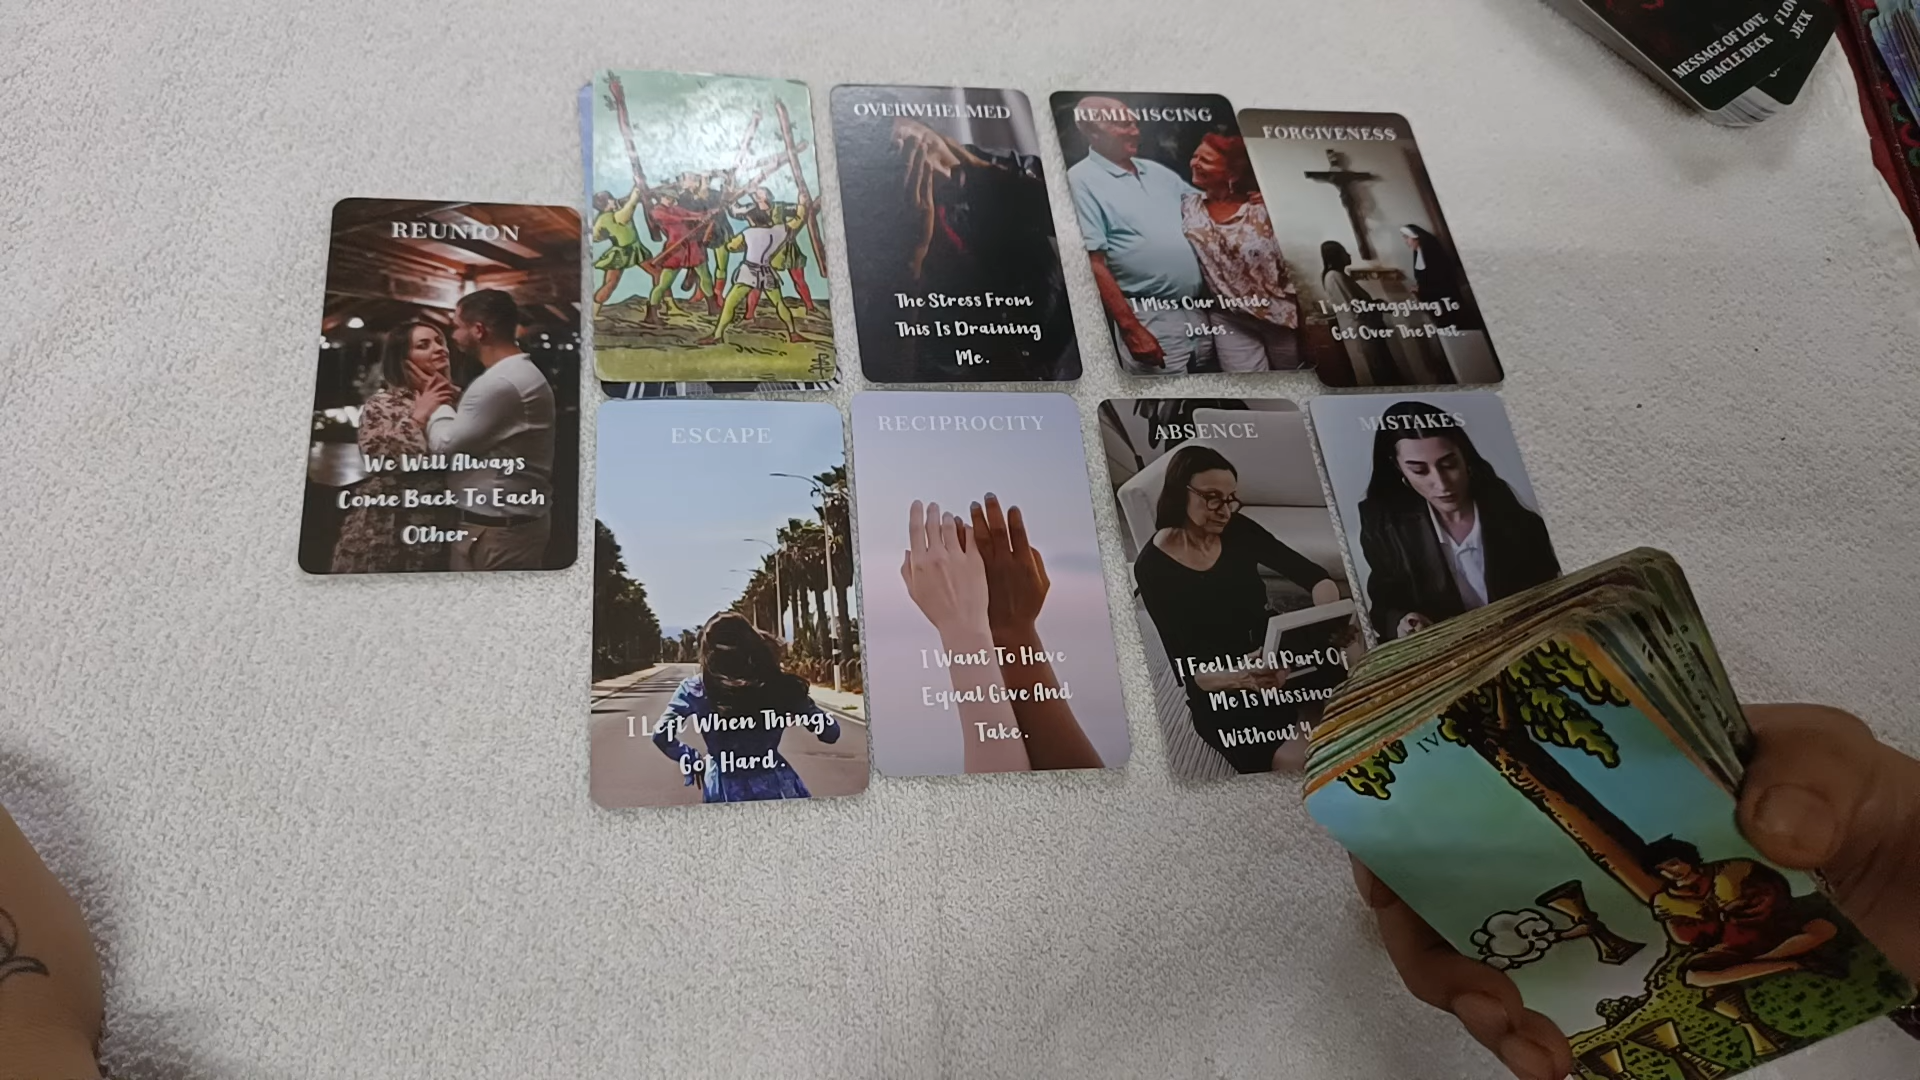 REUNION
We Will Always
Come Back To Each
Other.
OVERWHELMED
The Stress From
This Is Draining
Me.
REMINISCING
I Miss Our Inside
Jokes.
FORGIVENESS
I'm Struggling To
Get Over The Past.
ESCAPE
I Left When Things
Got Hard.
RECIPROCITY
I Want To Have
Equal Give And
Take.
ABSENCE
I Feel Like A Part Of
Me Is Missing
Without
MISTAKES
IV
MESSAGE OF LOVE
ORACLE DECK